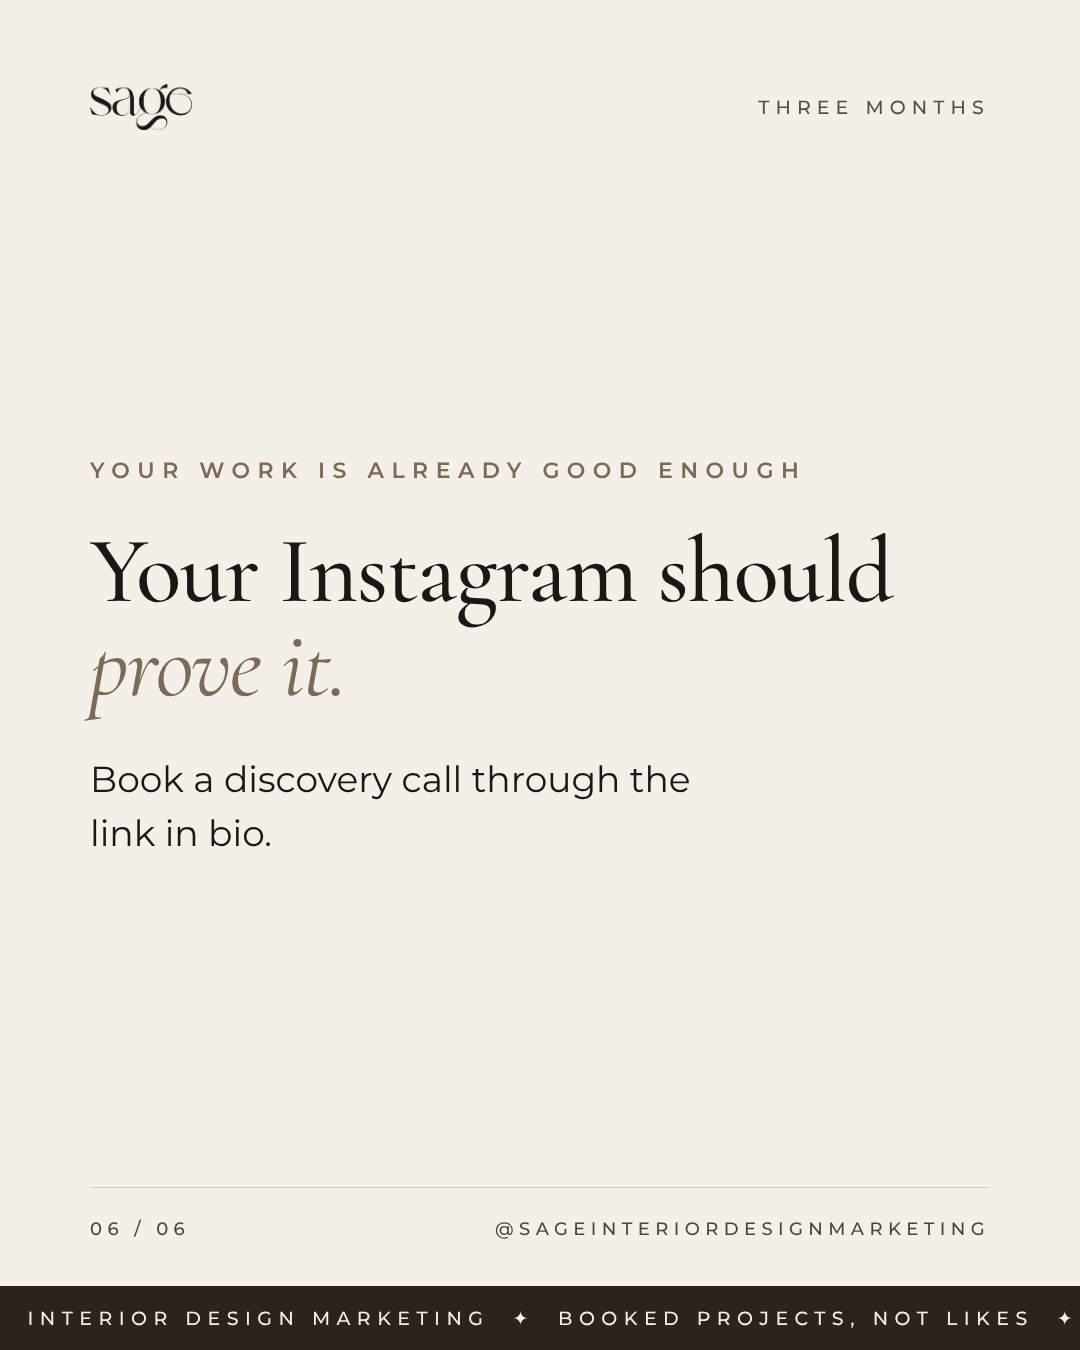 sage
THREE MONTHS
YOUR WORK IS ALREADY GOOD ENOUGH
Your Instagram should
prove it.
Book a discovery call through the
link in bio.
06 / 06
@SAGEINTERIORDESIGNMARKETING
INTERIOR DESIGN MARKETING ✦ BOOKED PROJECTS, NOT LIKES ✦